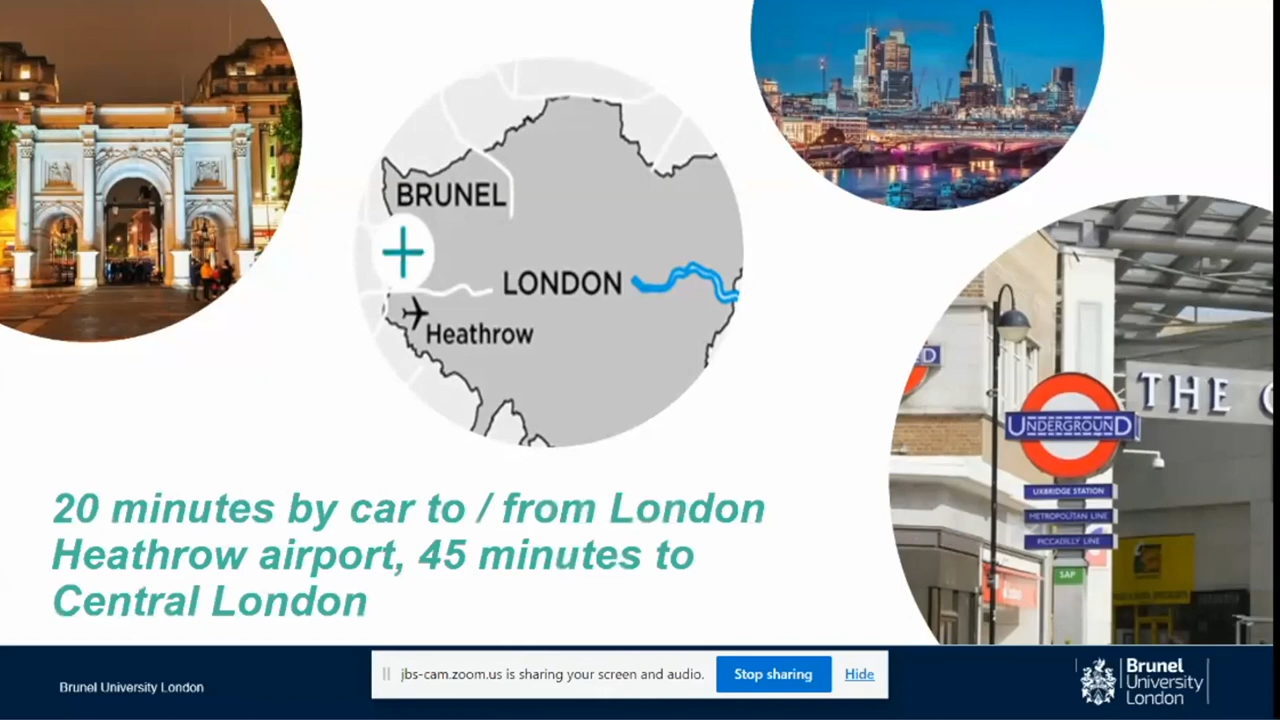 BRUNEL
LONDON
Heathrow
UNDERGROUND
THE
UXBRIDGE STATION
METROPOLITAN LINE
PICCADILLY LINE
SAP
20 minutes by car to / from London
Heathrow airport, 45 minutes to
Central London
Brunel University London
jbs-cam.zoom.us is sharing your screen and audio.
Stop sharing
Hide
Brunel
University
London